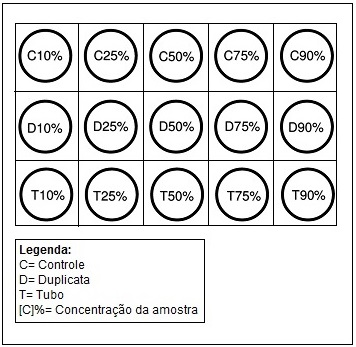 C10% C25% C50% C75% C90%
D10% D25% D50% D75% D90%
T10% T25% T50% T75% T90%
Legenda:
C= Controle
D= Duplicata
T= Tubo
[C]%= Concentração da amostra